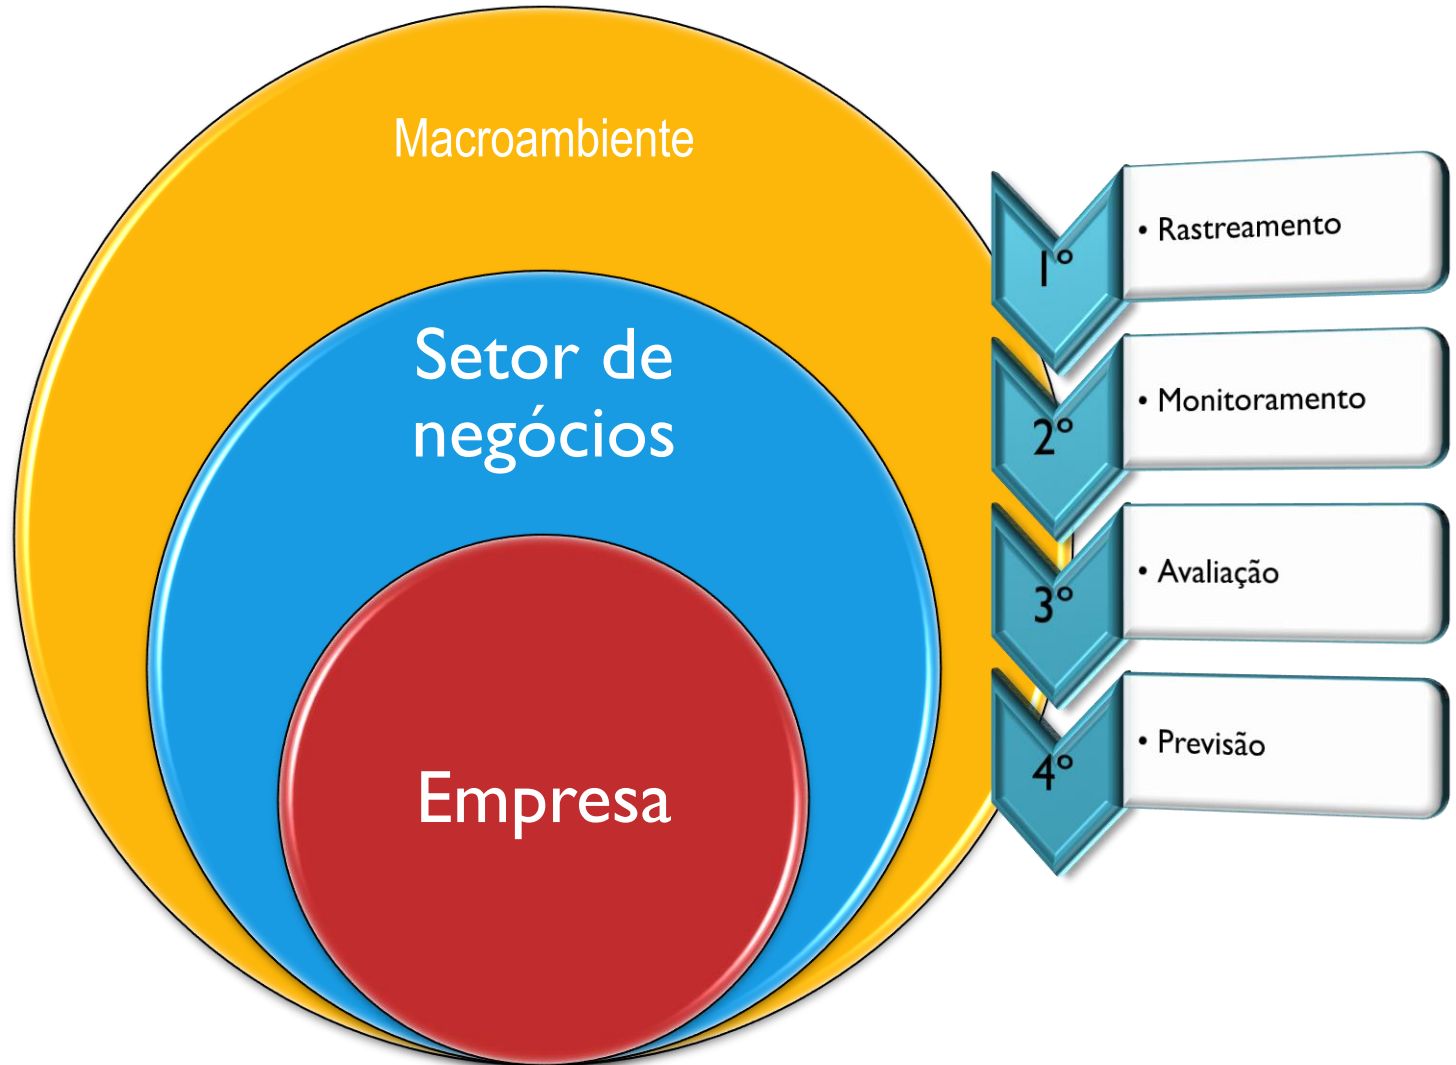 Macroambiente
Setor de
negócios
Empresa
1º
• Rastreamento
2º
• Monitoramento
3º
• Avaliação
4º
• Previsão